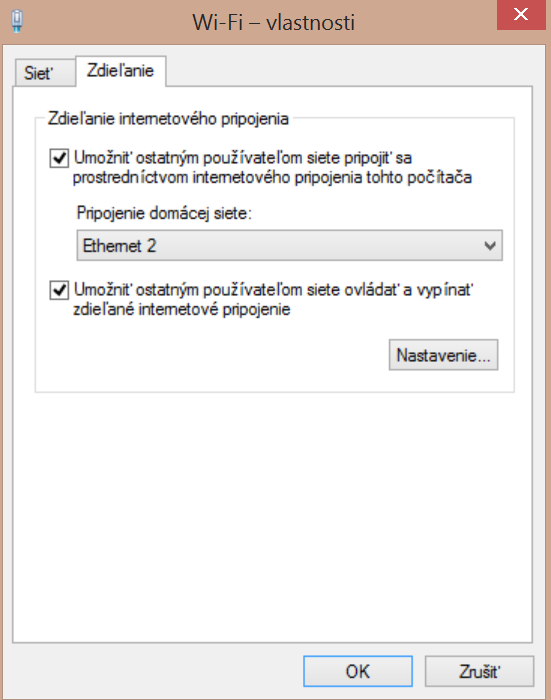 Wi-Fi – vlastnosti
Sieť
Zdieľanie
Zdieľanie internetového pripojenia
Umožniť ostatným používateľom siete pripojiť sa
prostredníctvom internetového pripojenia tohto počítača
Pripojenie domácej siete:
Ethernet 2
Umožniť ostatným používateľom siete ovládať a vypínať
zdieľané internetové pripojenie
Nastavenie...
OK
Zrušiť